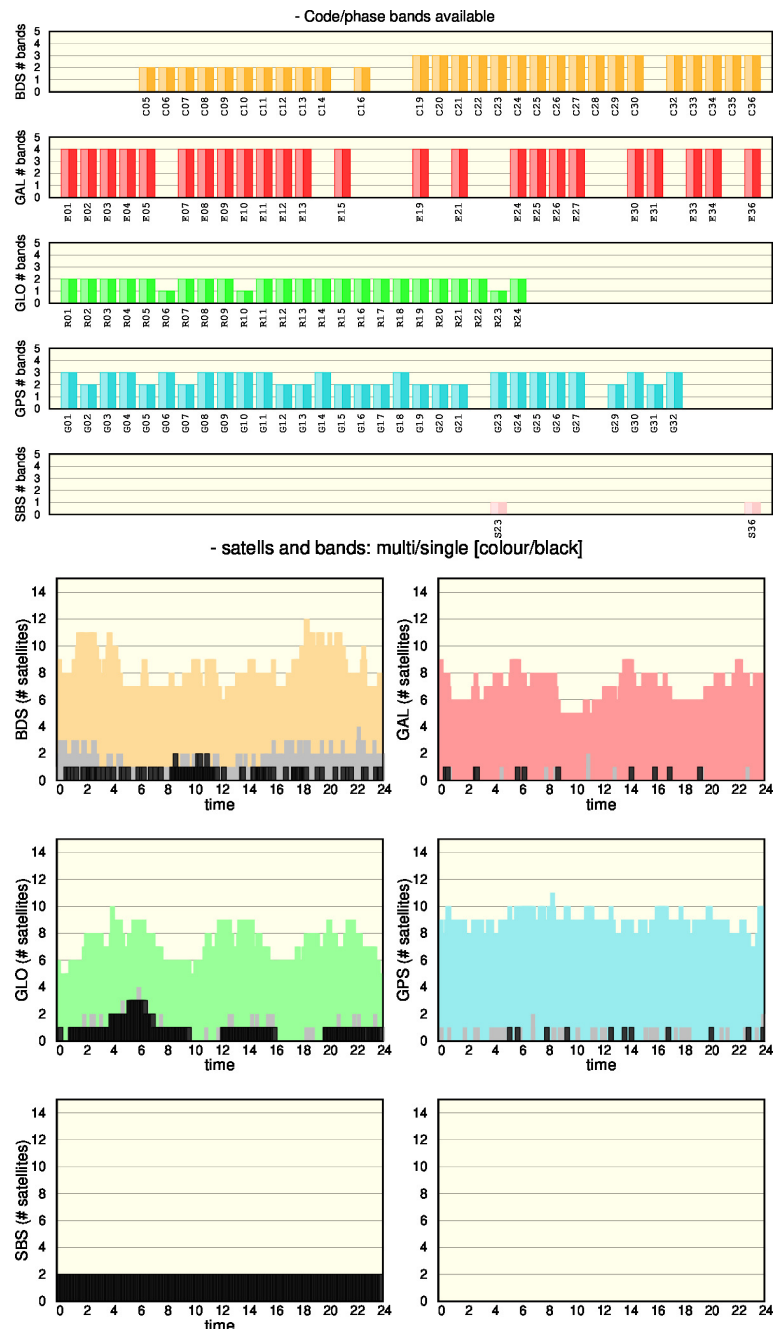 - Code/phase bands available
BDS # bands
5
4
3
2
1
0
C05 C06 C07 C08 C09 C10 C11 C12 C13 C14 C16 C19 C20 C21 C22 C23 C24 C25 C26 C27 C28 C29 C30 C32 C33 C34 C35 C36
GAL # bands
5
4
3
2
1
0
E01 E02 E03 E04 E05 E07 E08 E09 E10 E11 E12 E13 E15 E19 E21 E24 E25 E26 E27 E30 E31 E33 E34 E36
GLO # bands
5
4
3
2
1
0
R01 R02 R03 R04 R05 R06 R07 R08 R09 R10 R11 R12 R13 R14 R15 R16 R17 R18 R19 R20 R21 R22 R23 R24
GPS # bands
5
4
3
2
1
0
G01 G02 G03 G04 G05 G06 G07 G08 G09 G10 G11 G12 G13 G14 G15 G16 G17 G18 G19 G20 G21 G23 G24 G25 G26 G27 G29 G30 G31 G32
SBS # bands
5
4
3
2
1
0
S23 S36
- satells and bands: multi/single [colour/black]
BDS (# satellites)
14
12
10
8
6
4
2
0
0 2 4 6 8 10 12 14 16 18 20 22 24
time
GAL (# satellites)
14
12
10
8
6
4
2
0
0 2 4 6 8 10 12 14 16 18 20 22 24
time
GLO (# satellites)
14
12
10
8
6
4
2
0
0 2 4 6 8 10 12 14 16 18 20 22 24
time
GPS (# satellites)
14
12
10
8
6
4
2
0
0 2 4 6 8 10 12 14 16 18 20 22 24
time
SBS (# satellites)
14
12
10
8
6
4
2
0
0 2 4 6 8 10 12 14 16 18 20 22 24
time
14
12
10
8
6
4
2
0
0 2 4 6 8 10 12 14 16 18 20 22 24